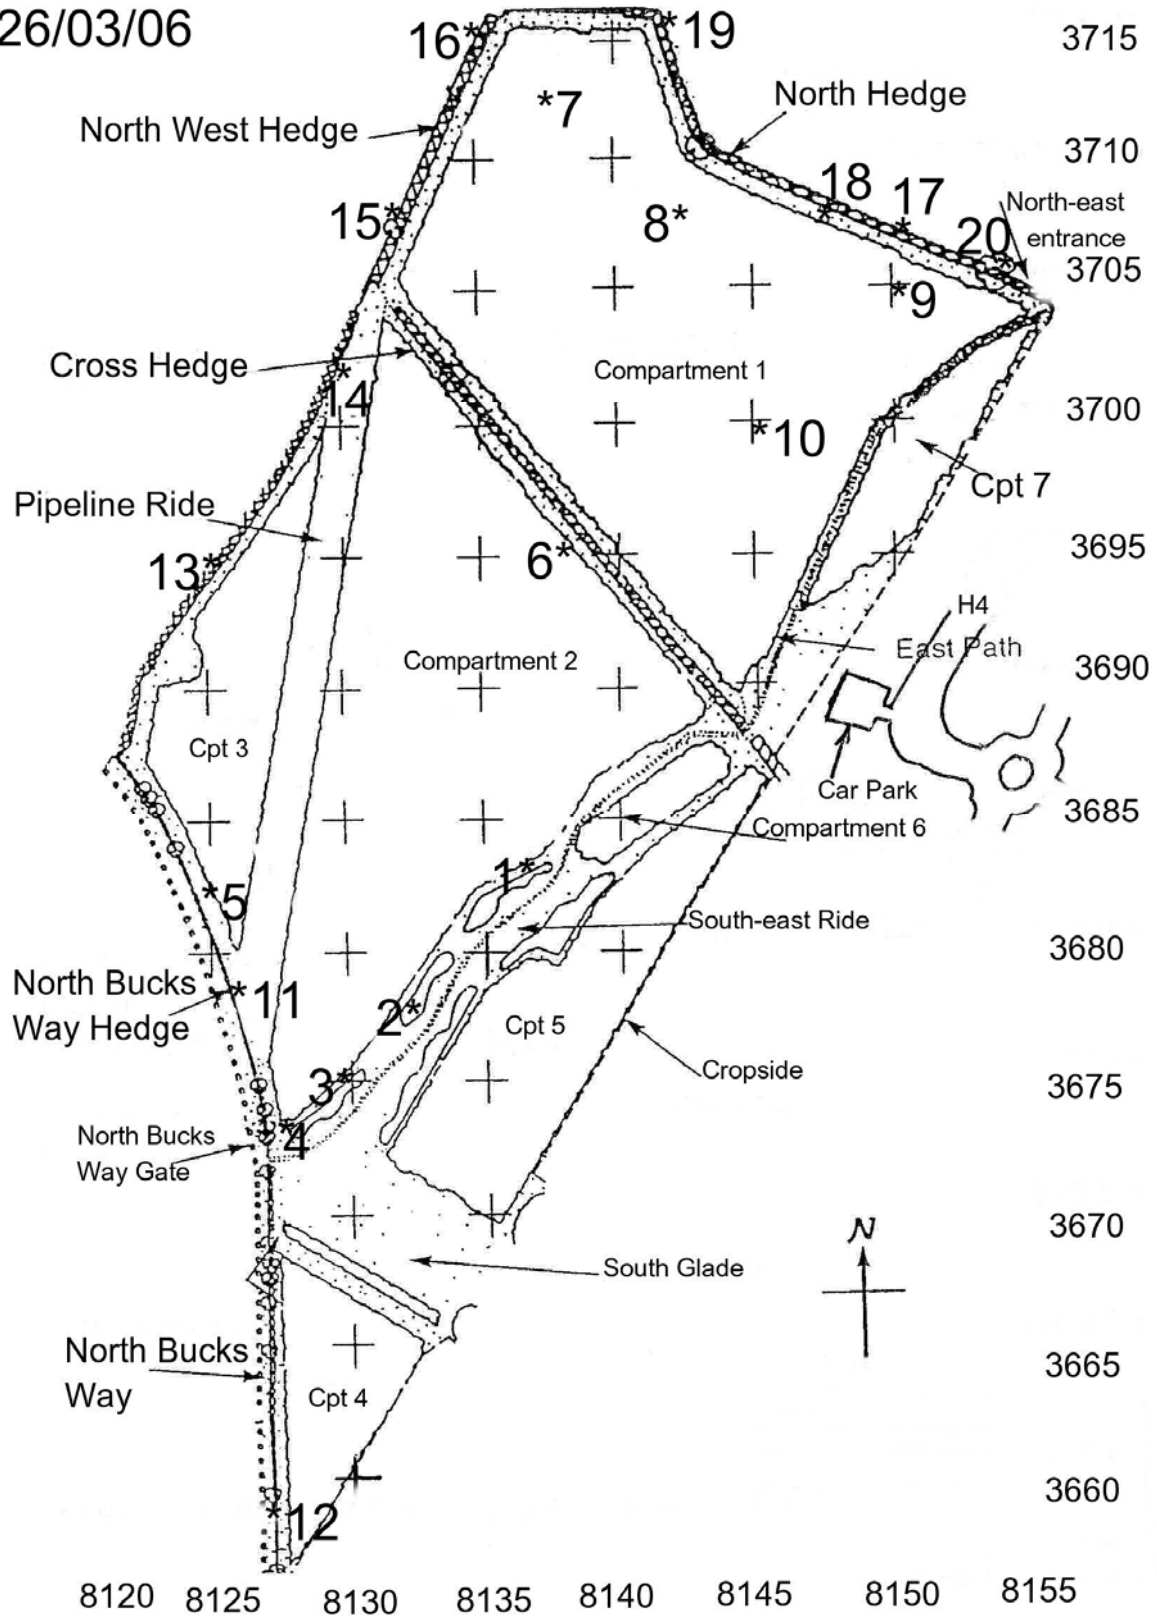 26/03/06
16*
*19
3715
*7
North Hedge
North West Hedge
3710
18
17
15*
8*
20
North-east
entrance
3705
*9
Cross Hedge
Compartment 1
14
3700
*10
Cpt 7
Pipeline Ride
3695
6*
13*
H4
East Path
Compartment 2
3690
Cpt 3
Car Park
3685
Compartment 6
1*
*5
South-east Ride
3680
North Bucks
Way Hedge
*11
2*
Cpt 5
Cropside
3*
3675
*4
North Bucks
Way Gate
3670
N
South Glade
North Bucks
Way
3665
Cpt 4
3660
*12
8120 8125 8130 8135 8140 8145 8150 8155